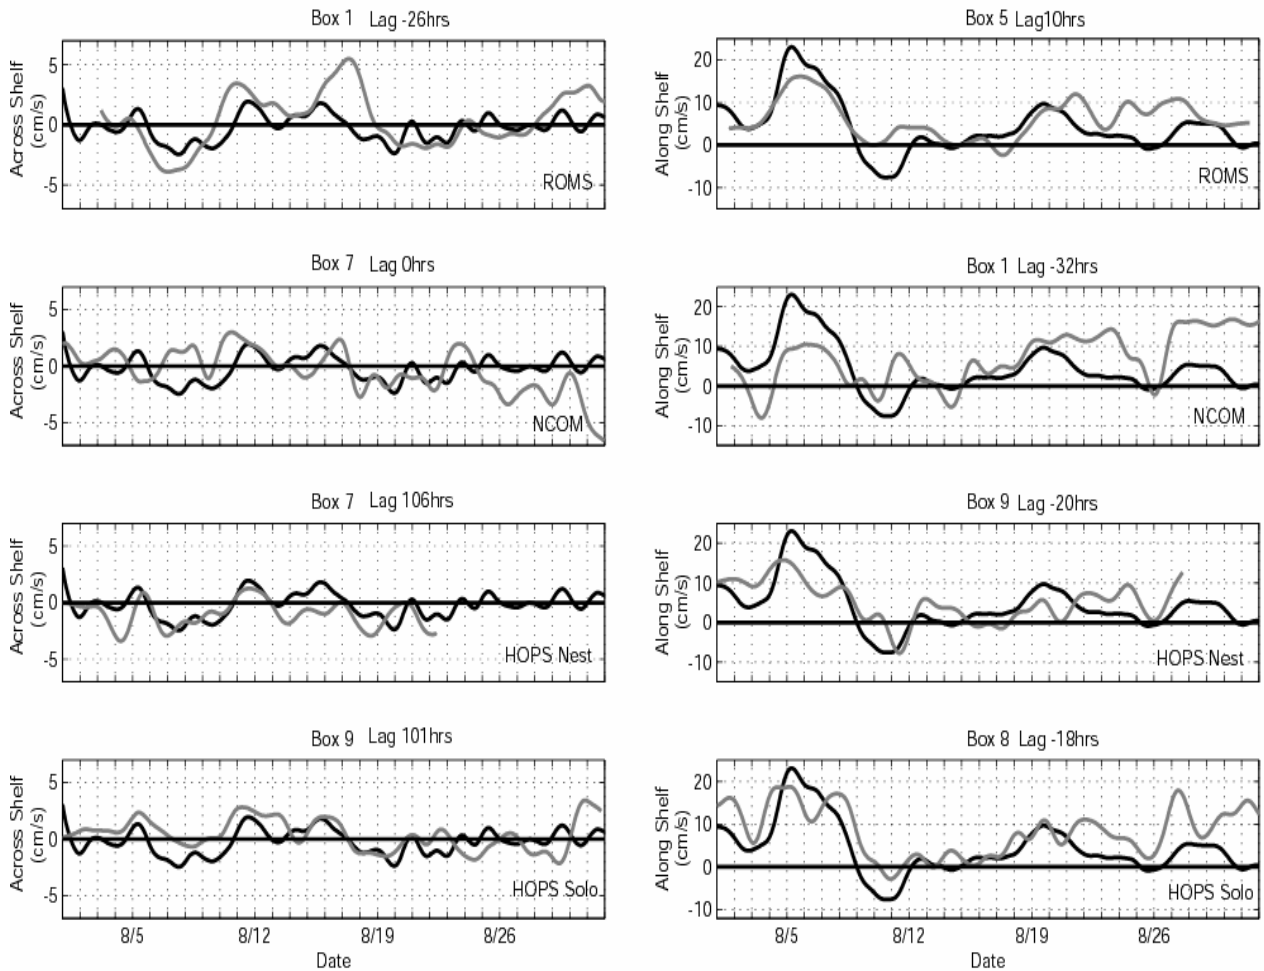 Box 1 Lag -26hrs
Across Shelf
(cm/s)
5
0
-5
ROMS
Box 5 Lag10hrs
Along Shelf
(cm/s)
20
10
0
-10
ROMS
Box 7 Lag 0hrs
Across Shelf
(cm/s)
5
0
-5
NCOM
Box 1 Lag -32hrs
Along Shelf
(cm/s)
20
10
0
-10
NCOM
Box 7 Lag 106hrs
Across Shelf
(cm/s)
5
0
-5
HOPS Nest
Box 9 Lag -20hrs
Along Shelf
(cm/s)
20
10
0
-10
HOPS Nest
Box 9 Lag 101hrs
Across Shelf
(cm/s)
5
0
-5
HOPS Solo
8/5 8/12 8/19 8/26
Date
Box 8 Lag -18hrs
Along Shelf
(cm/s)
20
10
0
-10
HOPS Solo
8/5 8/12 8/19 8/26
Date